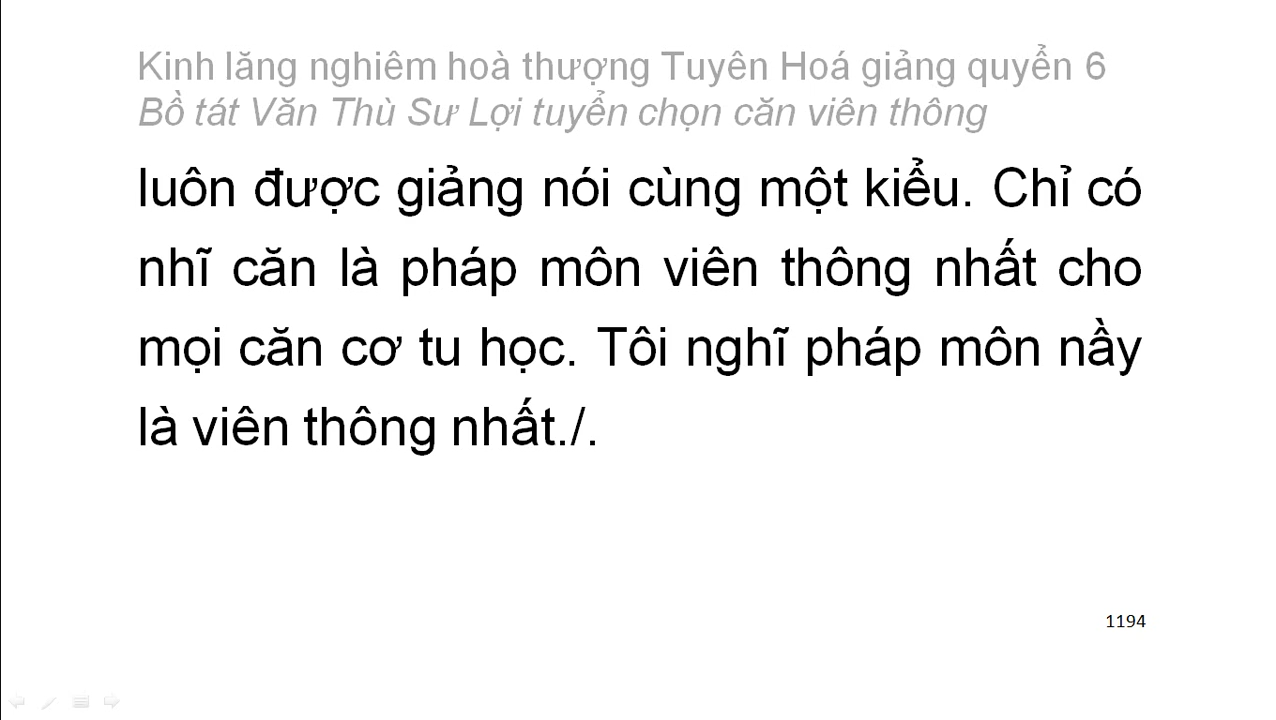 Kinh lăng nghiêm hoà thượng Tuyên Hoá giảng quyển 6
Bồ tát Văn Thù Sư Lợi tuyển chọn căn viên thông
luôn được giảng nói cùng một kiểu. Chỉ có
nhĩ căn là pháp môn viên thông nhất cho
mọi căn cơ tu học. Tôi nghĩ pháp môn nầy
là viên thông nhất./.
1194